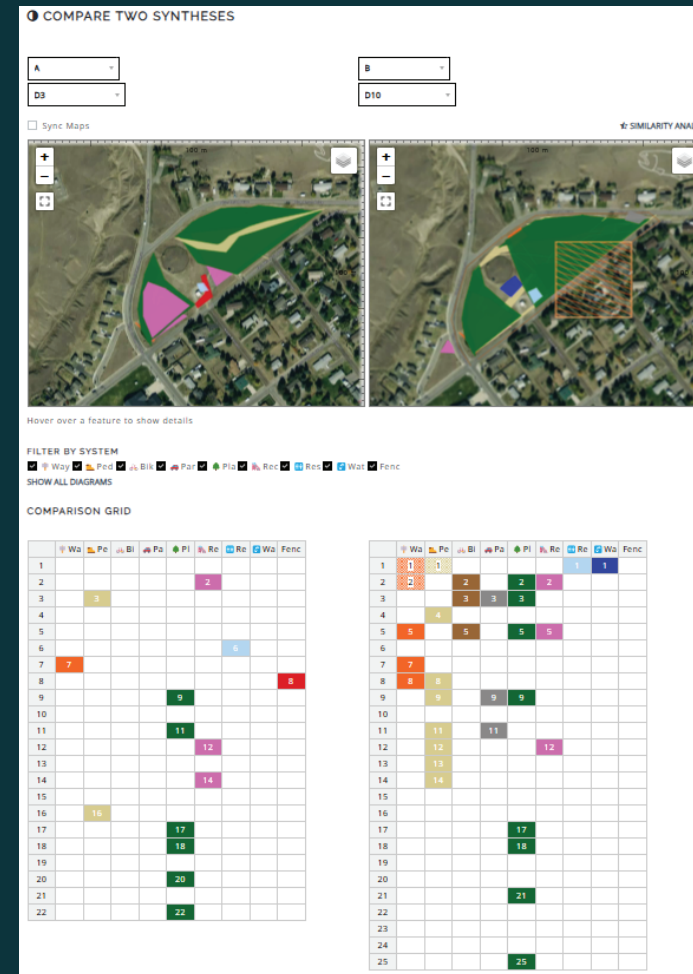 COMPARE TWO SYNTHESES
A B
D3 D10
Sync Maps SIMILARITY ANAL
+ 100 m + 100 m
− −
Hover over a feature to show details
FILTER BY SYSTEM
Way Ped Bik Par Pla Rec Res Wat Fenc
SHOW ALL DIAGRAMS
COMPARISON GRID
Wa Pe Bi Pa Pl Re Re Wa Fenc Wa Pe Bi Pa Pl Re Re Wa Fenc
1 1 1 1 1 1
2 2 2 2 2 2 2
3 3 3 3 3 3
4 4 4
5 5 5 5 5 5
6 6 6
7 7 7 7
8 8 8 8 8
9 9 9 9 9 9
10 10
11 11 11 11 11
12 12 12 12 12
13 13 13
14 14 14 14
15 15
16 16 16
17 17 17 17
18 18 18 18
19 19
20 20 20
21 21 21
22 22 22
23
24
25 25